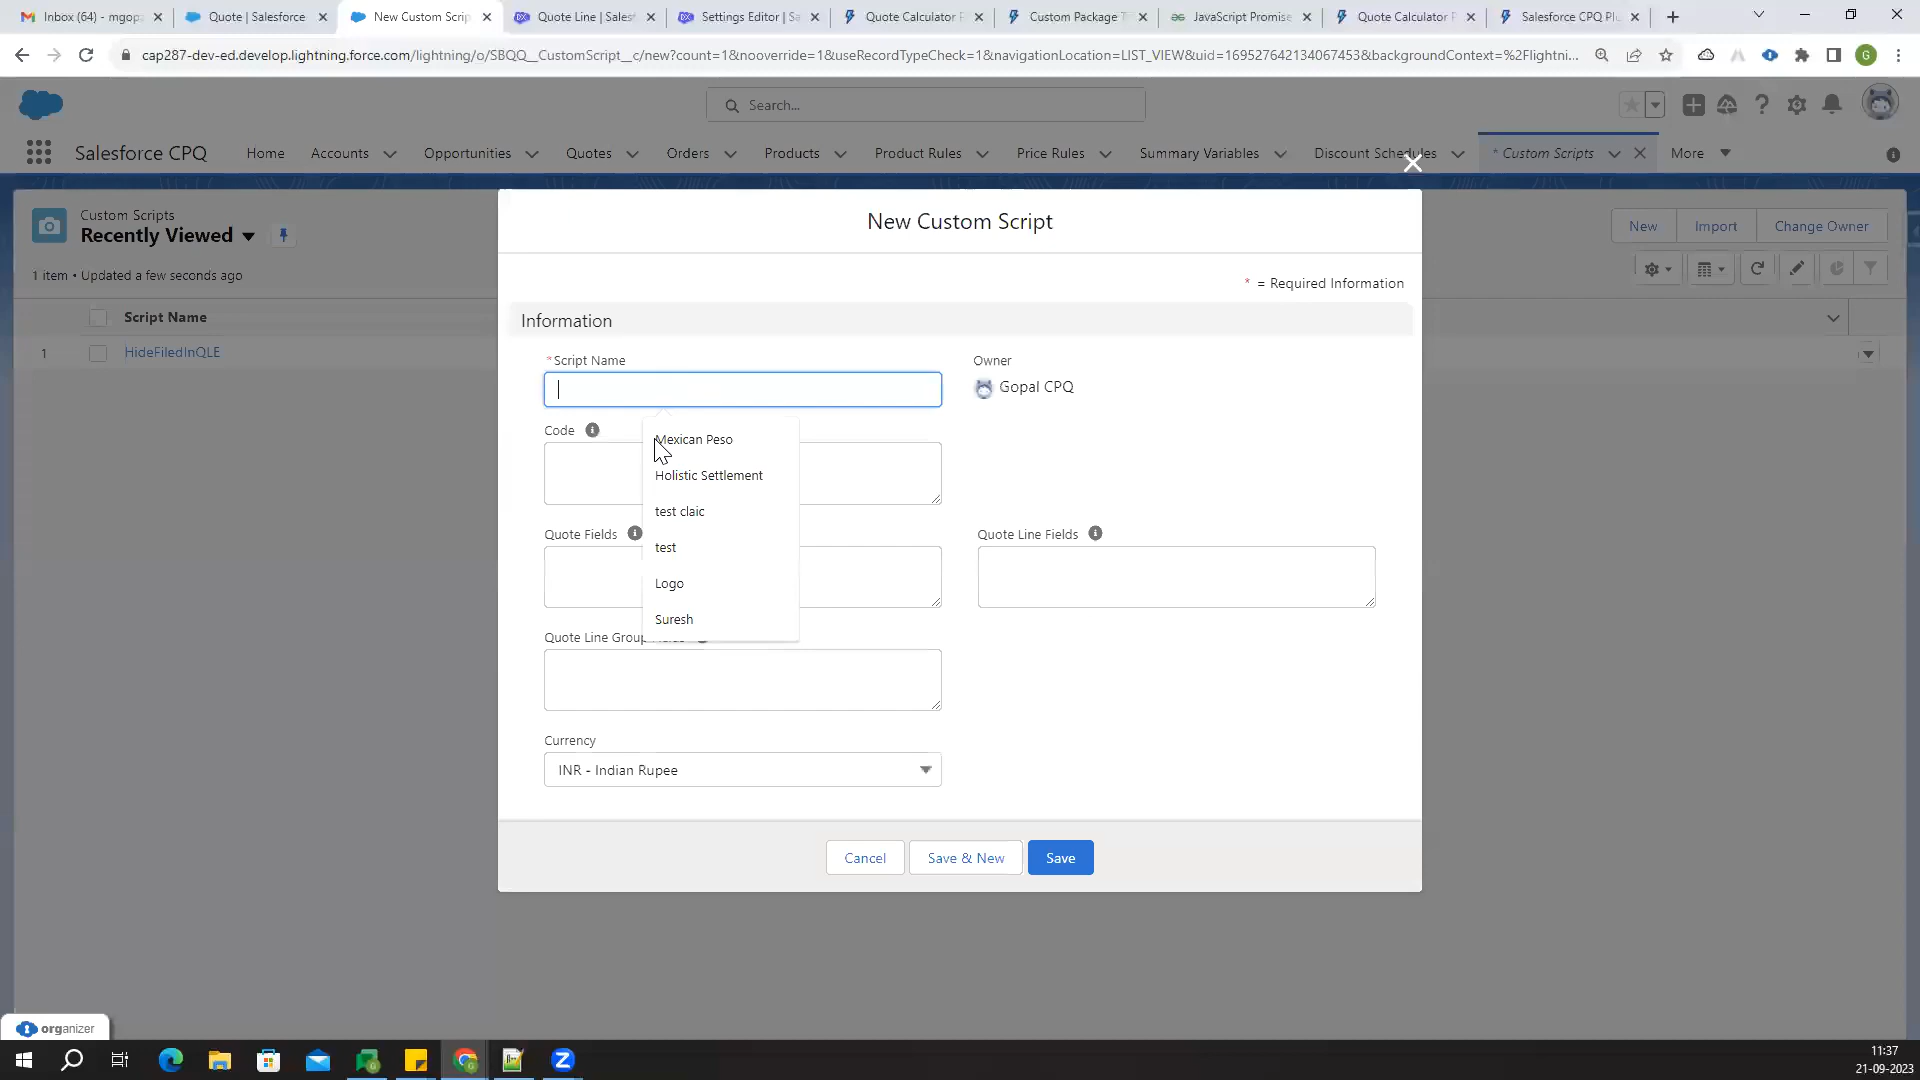 Inbox (64) - mgopa
Quote | Salesforce
New Custom Scrip
Quote Line | Salesf
Settings Editor | Sa
Quote Calculator P
Custom Package T
JavaScript Promise
Quote Calculator P
Salesforce CPQ Plu
cap287-dev-ed.develop.lightning.force.com/lightning/o/SBQQ__CustomScript__c/new?count=1&nooverride=1&useRecordTypeCheck=1&navigationLocation=LIST_VIEW&uid=169527642134067453&backgroundContext=%2Flightni...
G
Search...
Salesforce CPQ
Home
Accounts
Opportunities
Quotes
Orders
Products
Product Rules
Price Rules
Summary Variables
Discount Schedules
* Custom Scripts
More
Custom Scripts
Recently Viewed
New
Import
Change Owner
1 item • Updated a few seconds ago
Script Name
1
HideFiledInQLE
New Custom Script
* = Required Information
Information
*Script Name
Owner
Gopal CPQ
Code
Mexican Peso
Holistic Settlement
test claic
test
Logo
Suresh
Quote Fields
Quote Line Fields
Quote Line Group
Currency
INR - Indian Rupee
Cancel
Save & New
Save
organizer
11:37
21-09-2023